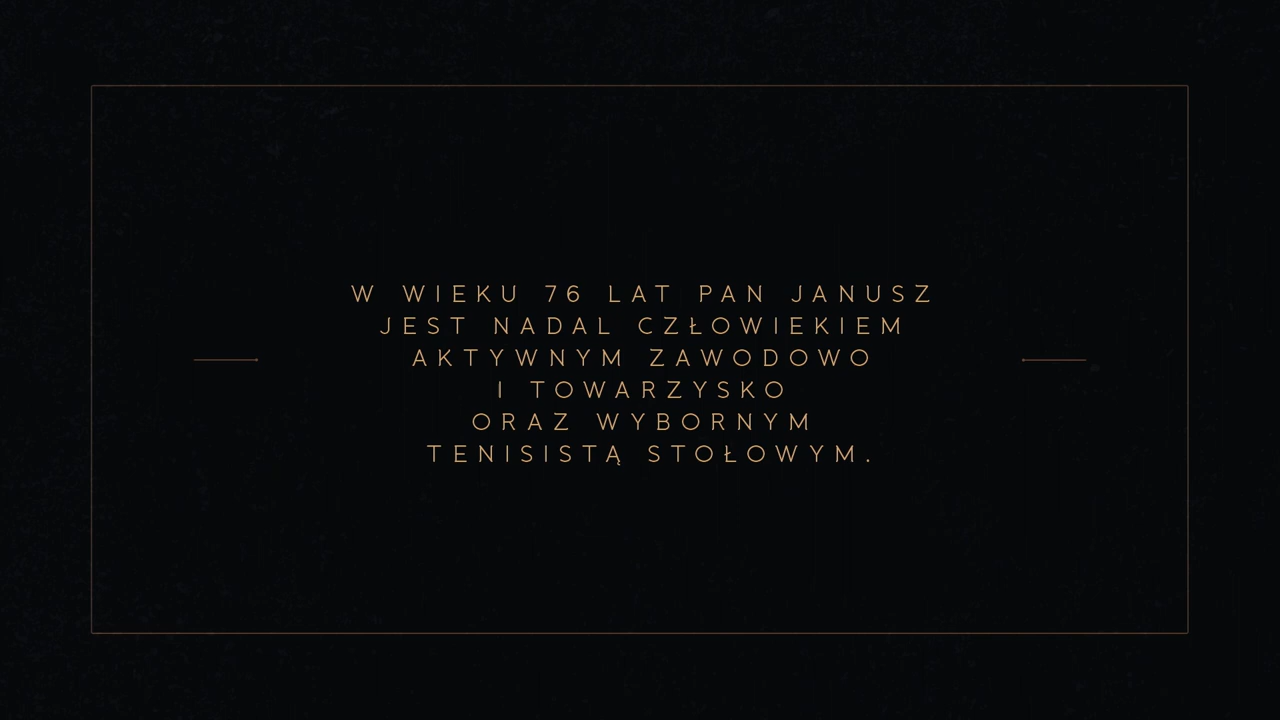 W WIEKU 76 LAT PAN JANUSZ
JEST NADAL CZŁOWIEKIEM
AKTYWNYM ZAWODOWO
I TOWARZYSKO
ORAZ WYBORNYM
TENISISTĄ STOŁOWYM.